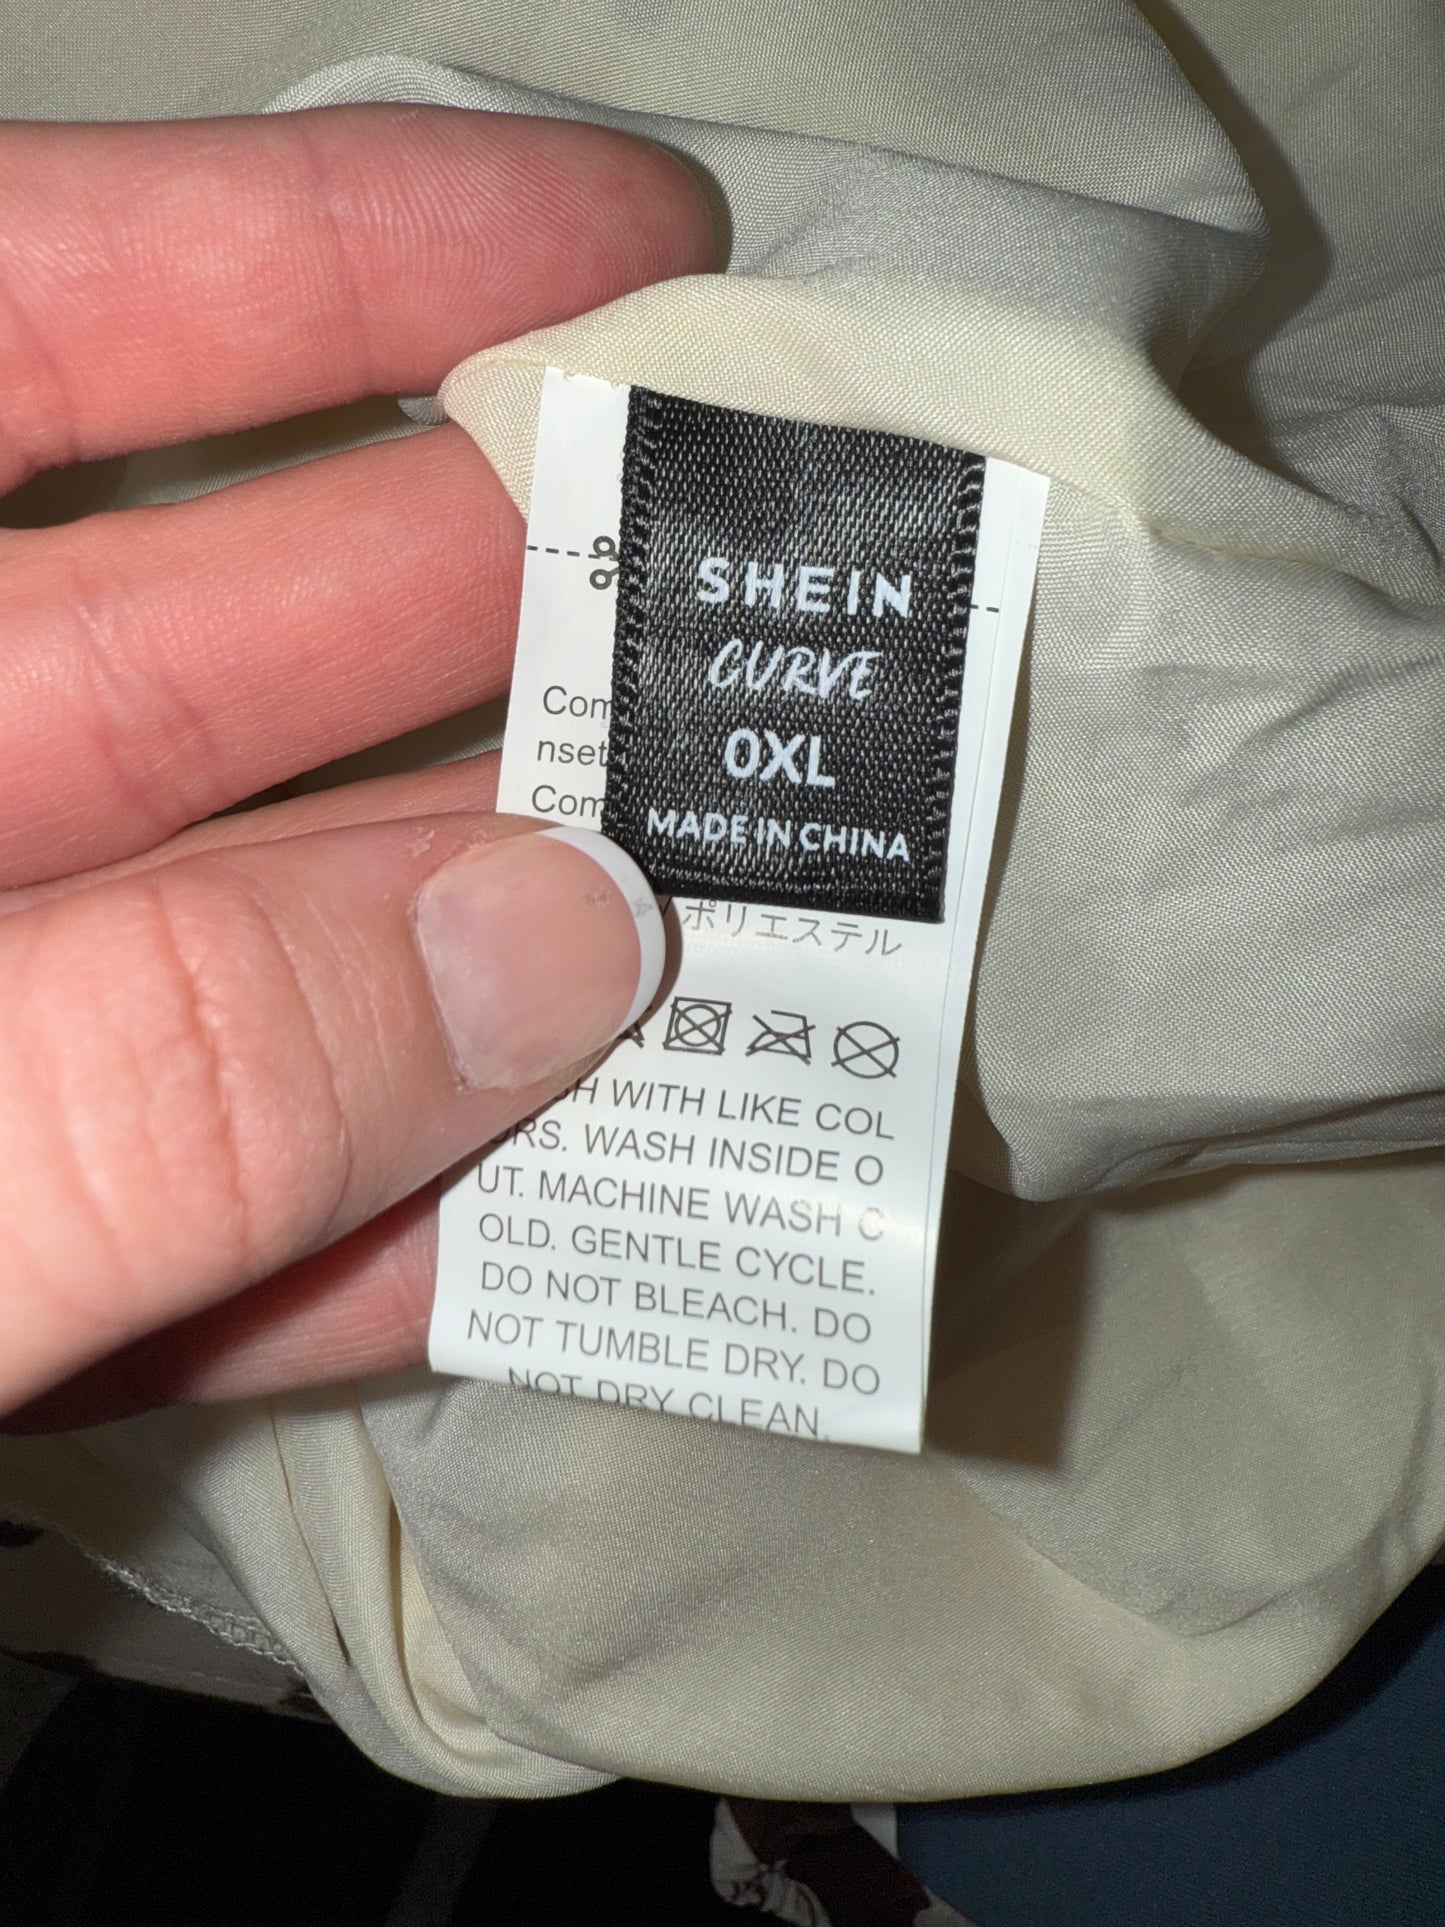 SHEIN
CURVE
0XL
MADE IN CHINA
Com
nset
Com
ポリエステル
H WITH LIKE COL
ORS. WASH INSIDE O
UT. MACHINE WASH C
OLD. GENTLE CYCLE.
DO NOT BLEACH. DO
NOT TUMBLE DRY. DO
NOT DRY CLEAN.